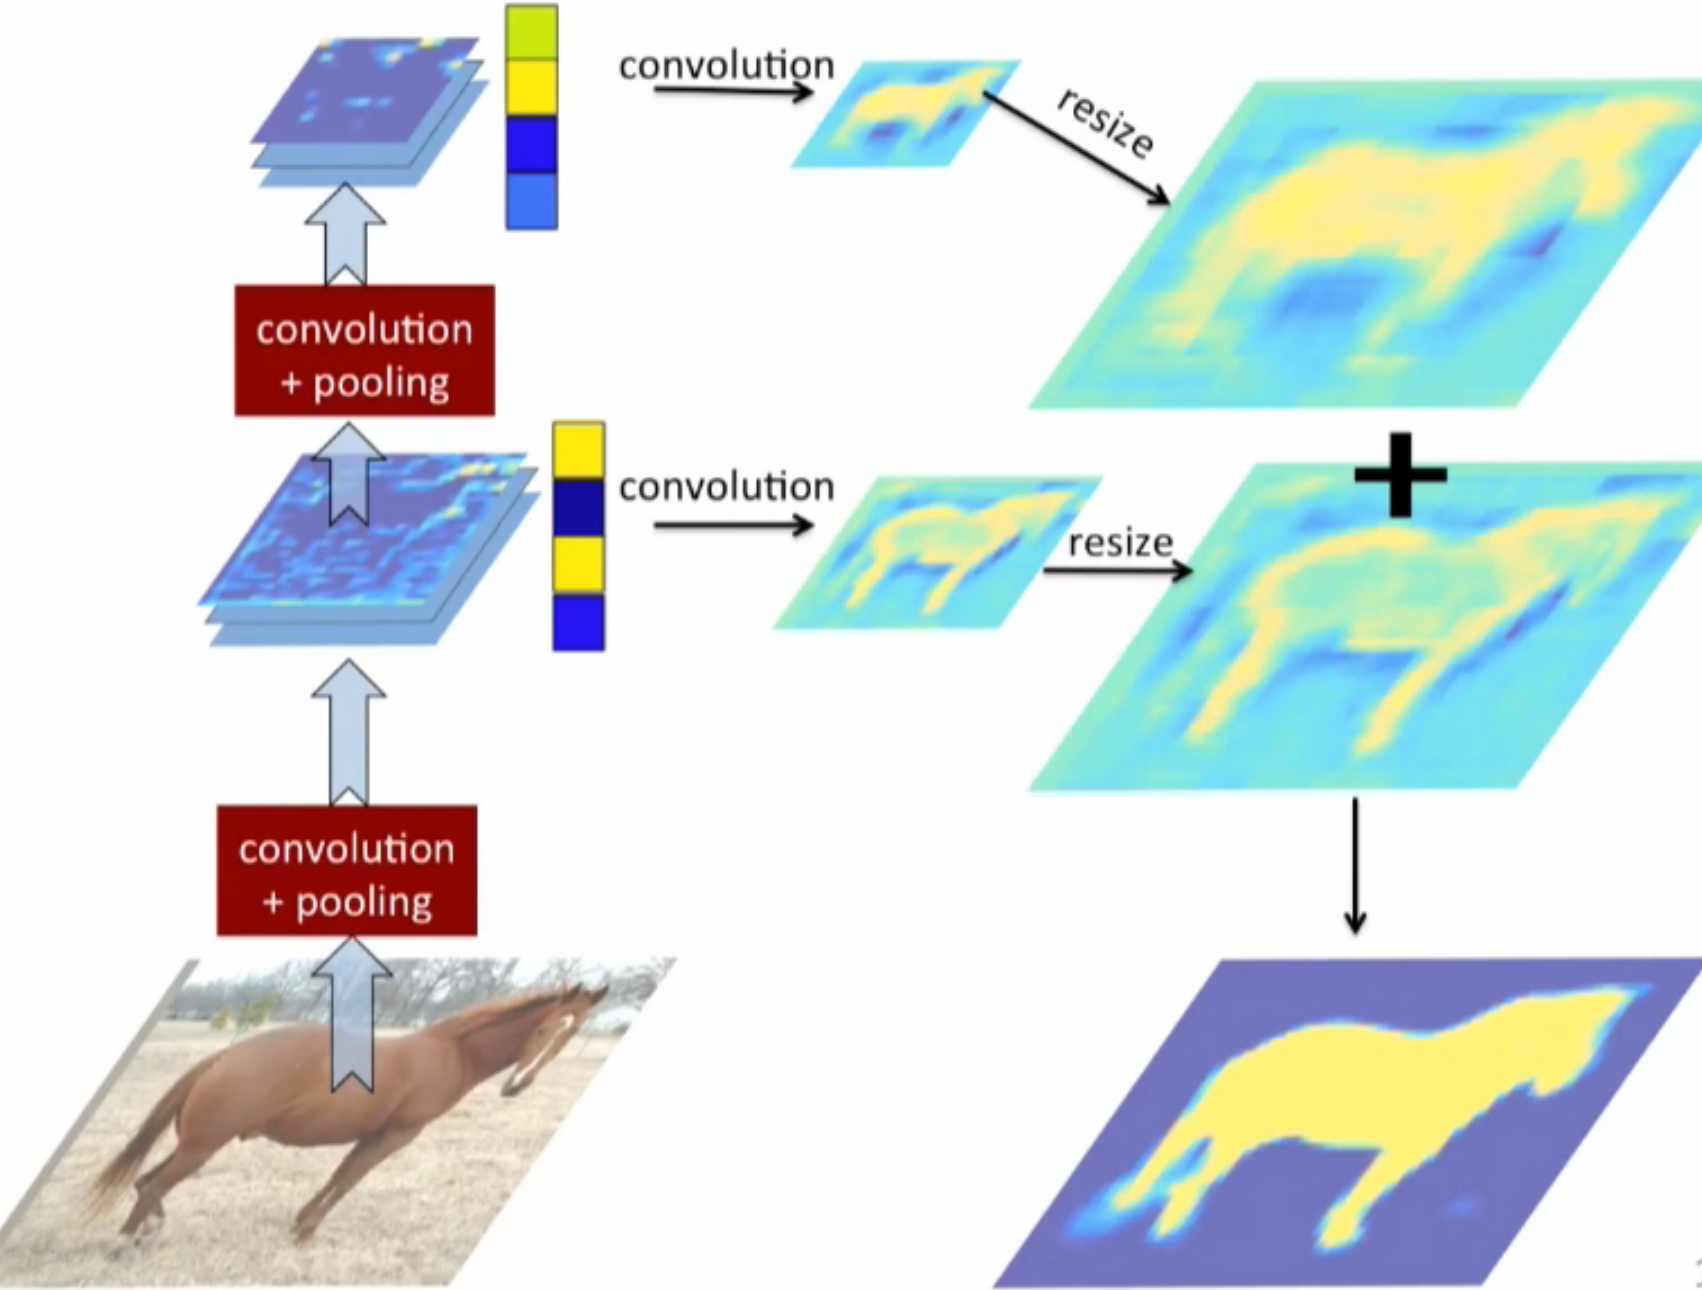 convolution
resize
convolution
+ pooling
convolution
resize
convolution
+ pooling